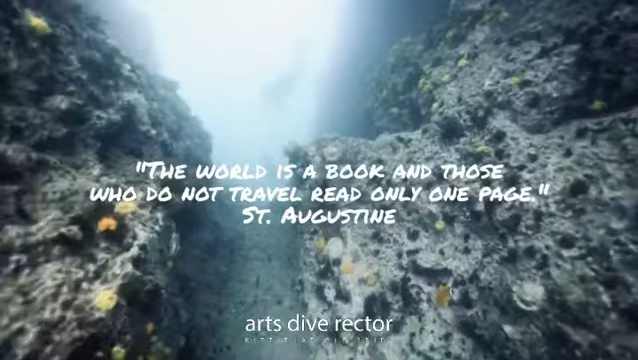 "THE WORLD IS A BOOK AND THOSE
WHO DO NOT TRAVEL READ ONLY ONE PAGE."
ST. AUGUSTINE
arts dive rector